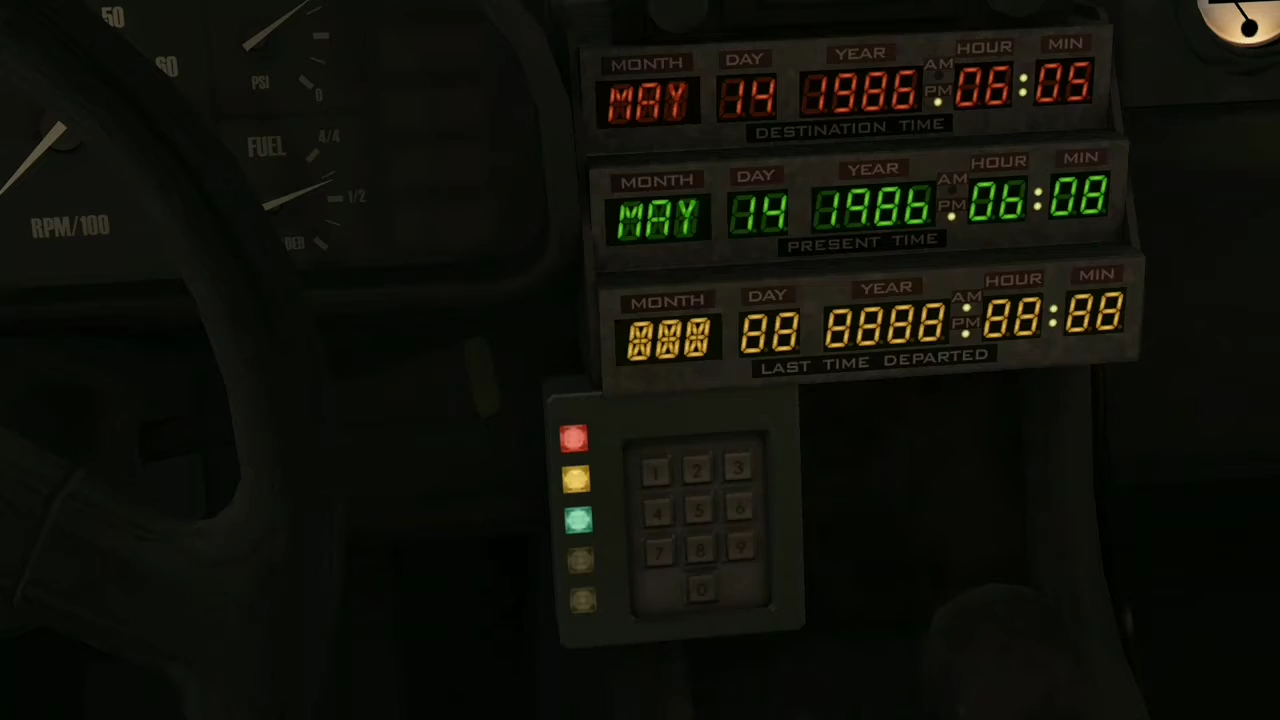 50
60
PSI
0
FUEL
4/4
1/2
RPM/100
MONTH DAY YEAR AM PM HOUR MIN
MAY 14 1986 06:05
DESTINATION TIME
MONTH DAY YEAR AM PM HOUR MIN
MAY 14 1986 06:08
PRESENT TIME
MONTH DAY YEAR AM PM HOUR MIN
88 8888 88:88
LAST TIME DEPARTED
1 2 3
4 5 6
7 8 9
0